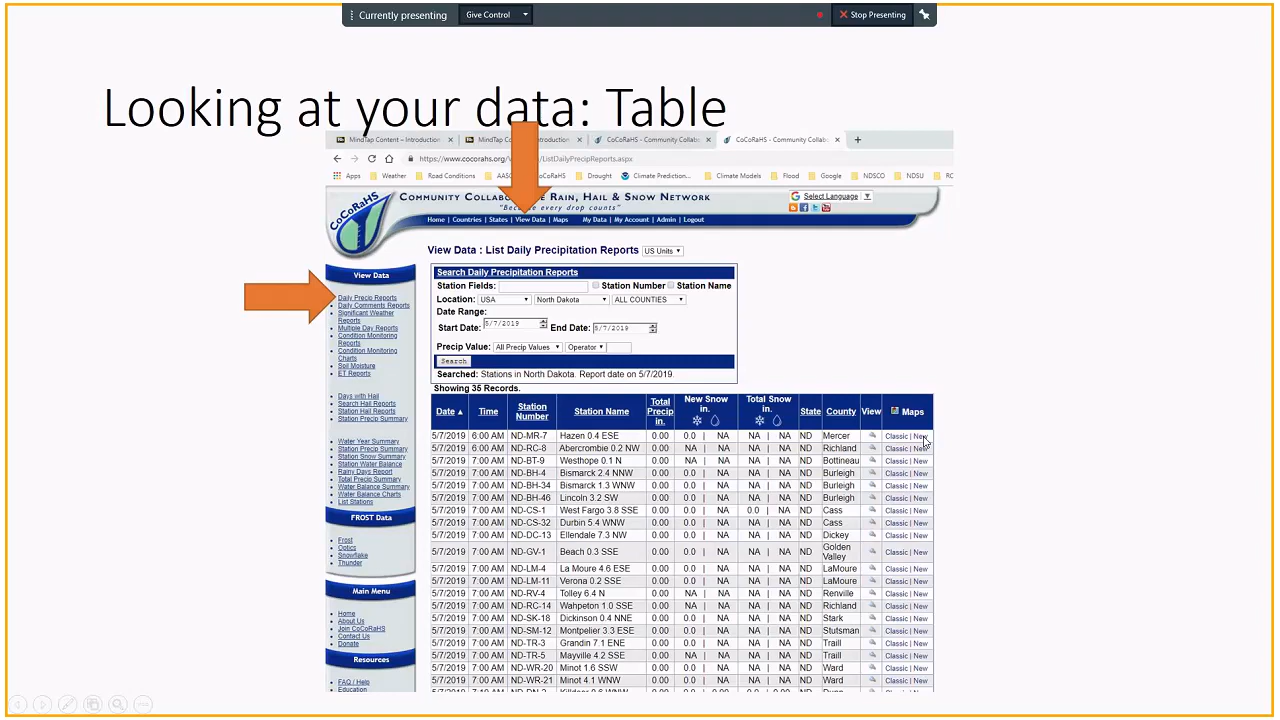 Currently presenting Give Control Stop Presenting
Looking at your data: Table
MindTap Content – Introduction MindTap Introduction CoCoRaHS - Community Collab CoCoRaHS - Community Collab
https://www.cocorahs.org/ /ListDailyPrecipReports.aspx
Apps Weather Road Conditions CoCoRaHS Drought Climate Prediction... Climate Models Flood Google NDSCO NDSU
CoCoRaHS
COMMUNITY COLLABORATIVE RAIN, HAIL & SNOW NETWORK
"Because every drop counts"
Select Language
Home | Countries | States | View Data | Maps My Data | My Account | Admin | Logout
View Data : List Daily Precipitation Reports US Units
View Data
Daily Precip Reports
Daily Comments Reports
Significant Weather
Reports
Multiple Day Reports
Condition Monitoring
Reports
Condition Monitoring
Charts
Soil Moisture
ET Reports
Days with Hail
Search Hail Reports
Station Hail Reports
Station Precip Summary
Water Year Summary
Station Precip Summary
Station Snow Summary
Station Water Balance
Rainy Days Report
Total Precip Summary
Water Balance Summary
Water Balance Charts
List Stations
FROST Data
Frost
Optics
Snowflake
Thunder
Main Menu
Home
About Us
Join CoCoRaHS
Contact Us
Donate
Resources
FAQ / Help
Education
Search Daily Precipitation Reports
Station Fields: Station Number Station Name
Location: USA North Dakota ALL COUNTIES
Date Range:
Start Date: 5/7/2019 End Date: 5/7/2019
Precip Value: All Precip Values Operator
Search
Searched: Stations in North Dakota. Report date on 5/7/2019.
Showing 35 Records.
Date Time Station Number Station Name Total Precip in. New Snow in. Total Snow in. State County View Maps
5/7/2019 6:00 AM ND-MR-7 Hazen 0.4 ESE 0.00 0.0 | NA NA | NA ND Mercer Classic | New
5/7/2019 7:00 AM ND-RC-8 Abercrombie 0.2 NW 0.00 NA | NA NA | NA ND Richland Classic | New
5/7/2019 7:00 AM ND-BT-9 Westhope 0.1 N 0.00 NA | NA NA | NA ND Bottineau Classic | New
5/7/2019 7:00 AM ND-BH-4 Bismarck 2.4 NNW 0.00 0.0 | NA NA | NA ND Burleigh Classic | New
5/7/2019 7:00 AM ND-BH-34 Bismarck 1.3 WNW 0.00 0.0 | NA NA | NA ND Burleigh Classic | New
5/7/2019 7:00 AM ND-BH-46 Lincoln 3.2 SW 0.00 0.0 | NA NA | NA ND Burleigh Classic | New
5/7/2019 7:00 AM ND-CS-1 West Fargo 3.8 SSE 0.00 0.0 | NA 0.0 | NA ND Cass Classic | New
5/7/2019 7:00 AM ND-CS-32 Durbin 5.4 WNW 0.00 0.0 | NA NA | NA ND Cass Classic | New
5/7/2019 7:00 AM ND-DC-13 Ellendale 7.3 NW 0.00 0.0 | NA NA | NA ND Dickey Classic | New
5/7/2019 7:00 AM ND-GV-1 Beach 0.3 SSE 0.00 0.0 | NA NA | NA ND Golden Valley Classic | New
5/7/2019 7:00 AM ND-LM-4 La Moure 4.6 ESE 0.00 0.0 | NA NA | NA ND LaMoure Classic | New
5/7/2019 7:00 AM ND-LM-11 Verona 0.2 SSE 0.00 0.0 | NA NA | NA ND LaMoure Classic | New
5/7/2019 7:00 AM ND-RV-4 Tolley 6.4 N 0.00 NA | NA NA | NA ND Renville Classic | New
5/7/2019 7:00 AM ND-RC-14 Wahpeton 1.0 SSE 0.00 0.0 | NA NA | NA ND Richland Classic | New
5/7/2019 7:00 AM ND-SK-18 Dickinson 0.4 NNE 0.00 0.0 | NA NA | NA ND Stark Classic | New
5/7/2019 7:00 AM ND-SM-12 Montpelier 3.3 ESE 0.00 0.0 | NA NA | NA ND Stutsman Classic | New
5/7/2019 7:00 AM ND-TR-3 Grandin 7.1 ENE 0.00 0.0 | NA NA | NA ND Traill Classic | New
5/7/2019 7:00 AM ND-TR-5 Mayville 4.2 SSE 0.00 NA | NA NA | NA ND Traill Classic | New
5/7/2019 7:00 AM ND-WR-20 Minot 1.6 SSW 0.00 0.0 | NA NA | NA ND Ward Classic | New
5/7/2019 7:00 AM ND-WR-21 Minot 4.1 WNW 0.00 0.0 | NA NA | NA ND Ward Classic | New